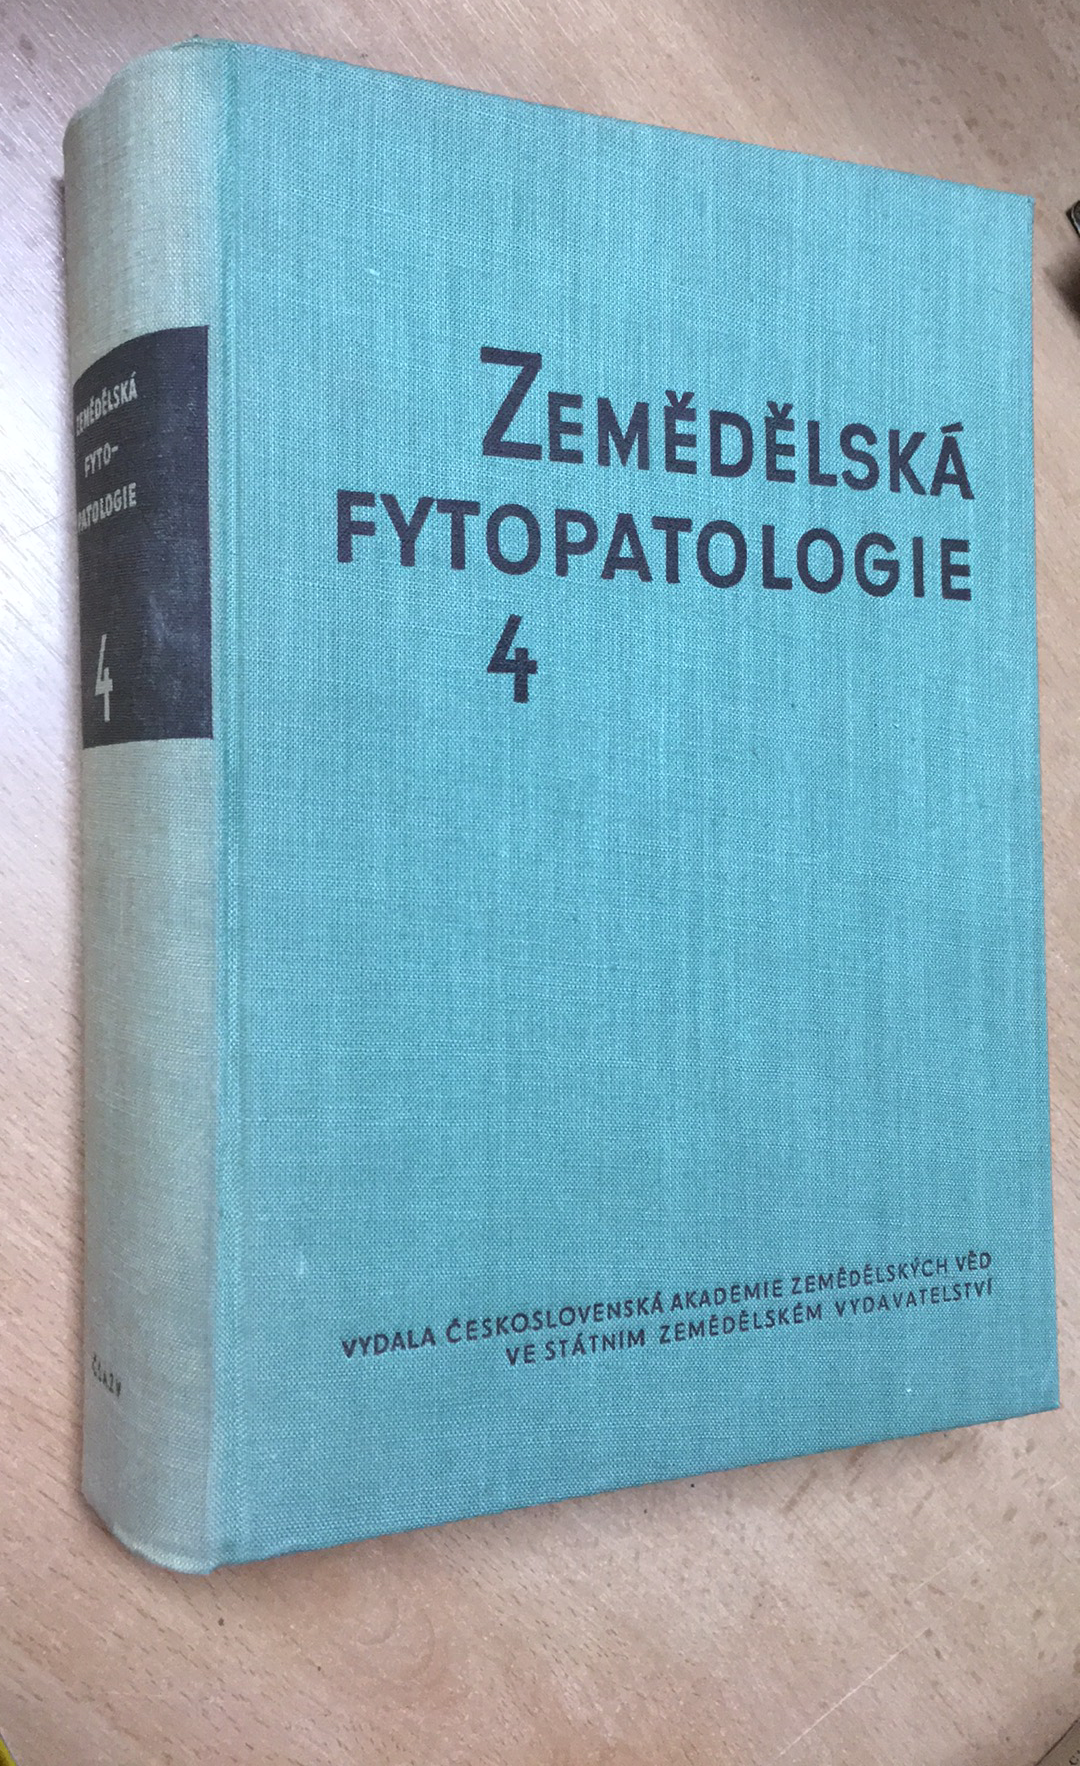 ZEMĚDĚLSKÁ
FYTOPATOLOGIE
4
VYDALA ČESKOSLOVENSKÁ AKADEMIE ZEMĚDĚLSKÝCH VĚD
VE STÁTNÍM ZEMĚDĚLSKÉM VYDAVATELSTVÍ
ZEMĚDĚLSKÁ
FYTO-
PATOLOGIE
4
ČSAZV